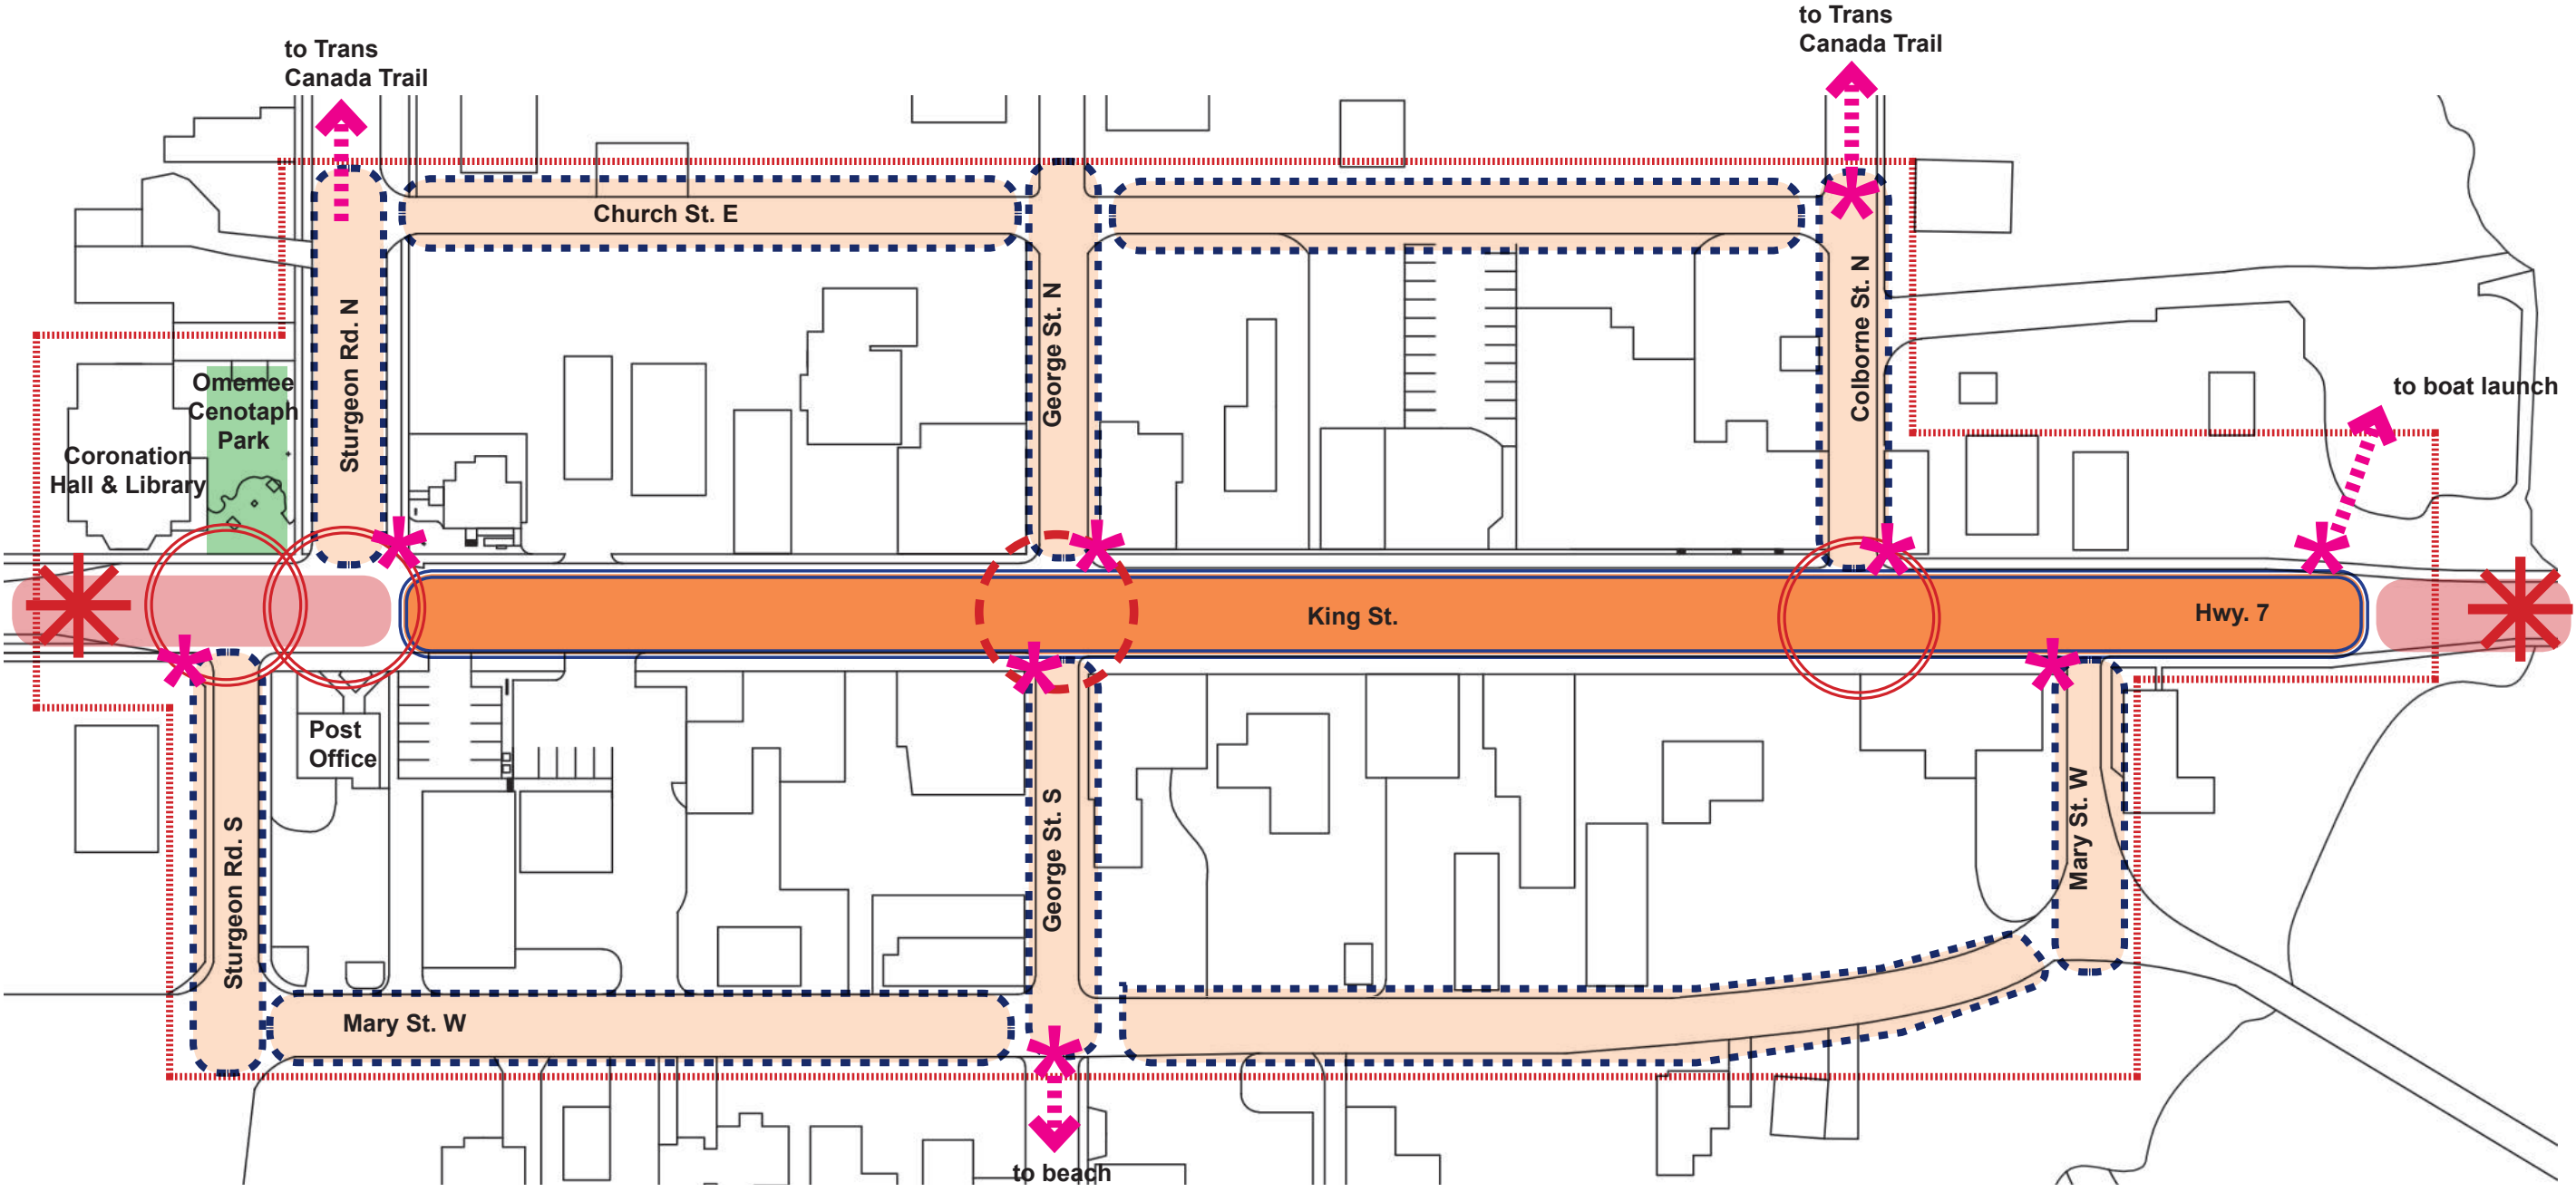 to Trans
Canada Trail
to Trans
Canada Trail
Church St. E
Sturgeon Rd. N
George St. N
Colborne St. N
to boat launch
Omemee
Cenotaph
Park
Coronation
Hall & Library
King St.
Hwy. 7
Post
Office
Sturgeon Rd. S
George St. S
Mary St. W
Mary St. W
to beach